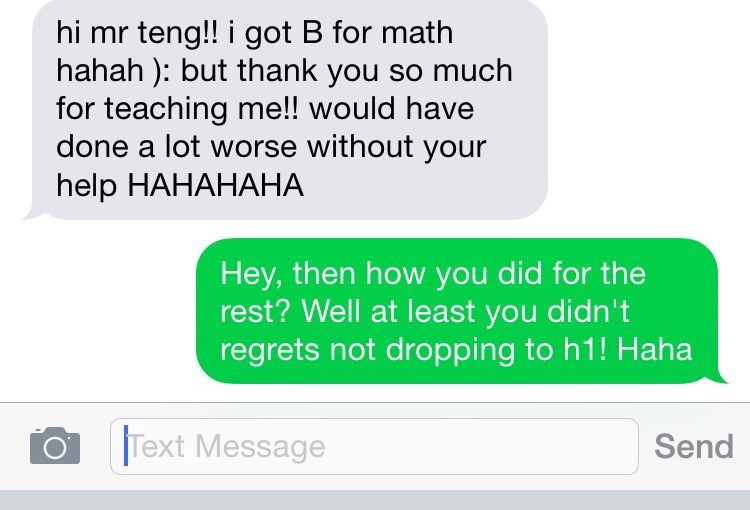 hi mr teng!! i got B for math
hahah ): but thank you so much
for teaching me!! would have
done a lot worse without your
help HAHAHAHA
Hey, then how you did for the
rest? Well at least you didn't
regrets not dropping to h1! Haha
Text Message
Send